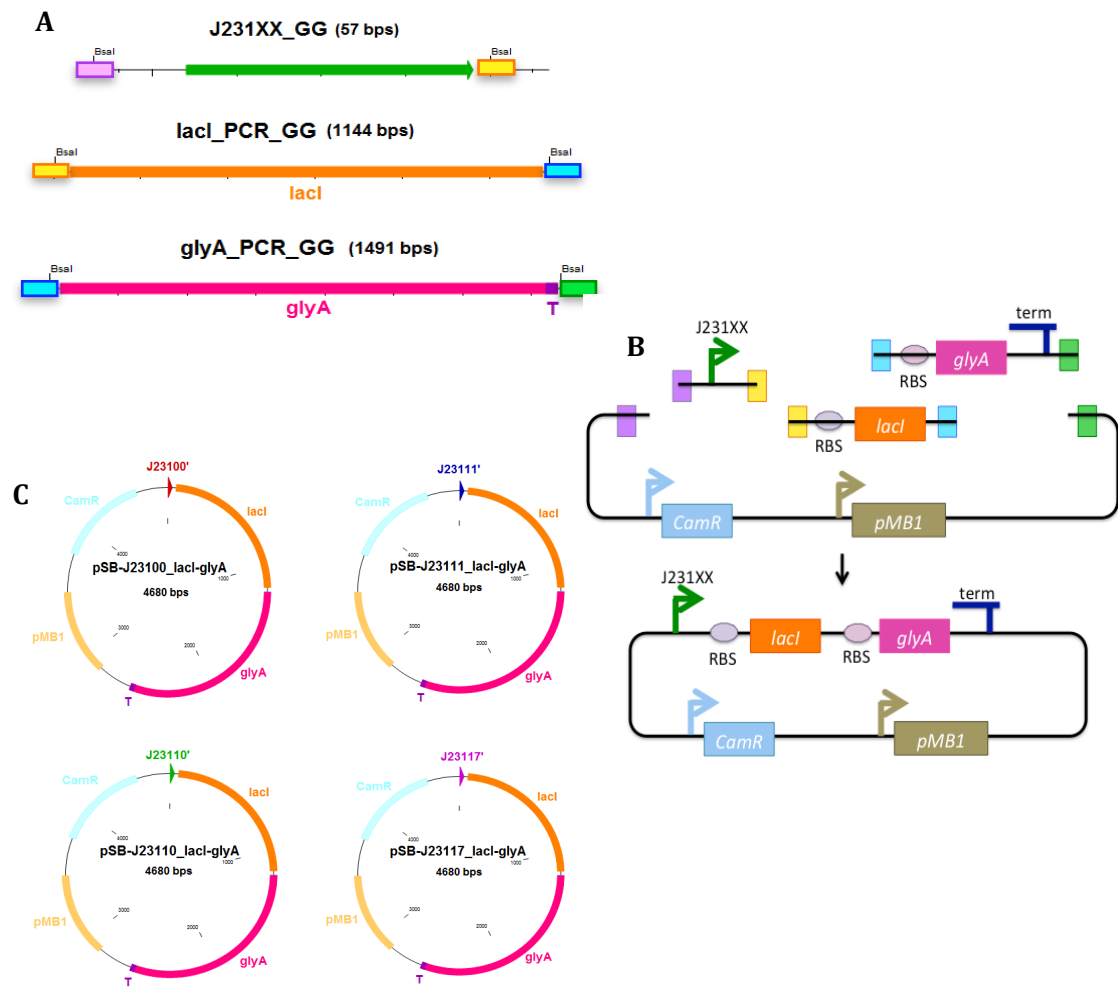 A
J231XX_GG (57 bps)
BsaI
BsaI
lacI_PCR_GG (1144 bps)
BsaI
BsaI
lacI
glyA_PCR_GG (1491 bps)
BsaI
BsaI
glyA
T
B
J231XX
term
RBS
glyA
RBS
lacI
CamR
pMB1
J231XX
term
RBS
lacI
RBS
glyA
CamR
pMB1
C
J23100'
CamR
lacI
4000
pSB-J23100_lacI-glyA
1000
4680 bps
pMB1
3000
2000
glyA
T
J23111'
CamR
lacI
4000
pSB-J23111_lacI-glyA
1000
4680 bps
pMB1
3000
2000
glyA
T
J23110'
CamR
lacI
4000
pSB-J23110_lacI-glyA
1000
4680 bps
pMB1
3000
2000
glyA
T
J23117'
CamR
lacI
4000
pSB-J23117_lacI-glyA
1000
4680 bps
pMB1
3000
2000
glyA
T